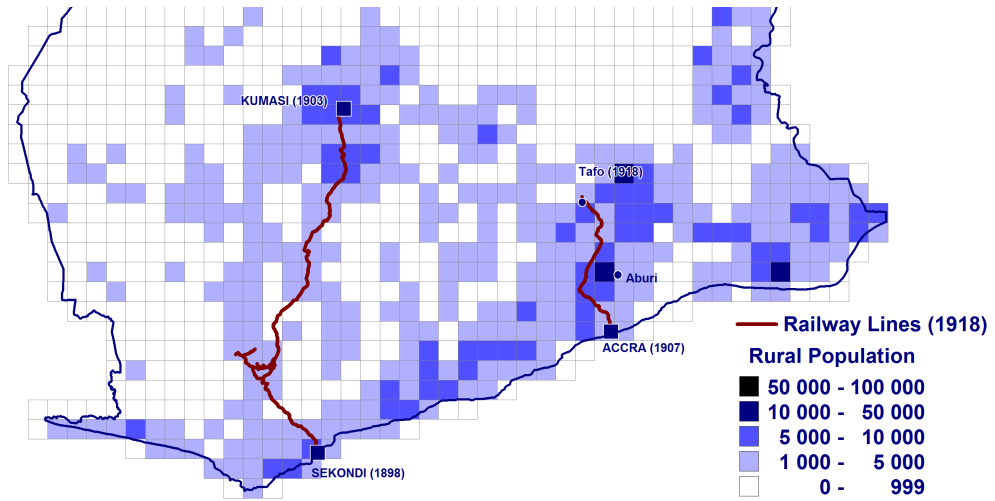 KUMASI (1903)
Tafo (1918)
Aburi
ACCRA (1907)
SEKONDI (1898)
Railway Lines (1918)
Rural Population
50 000 - 100 000
10 000 - 50 000
5 000 - 10 000
1 000 - 5 000
0 - 999